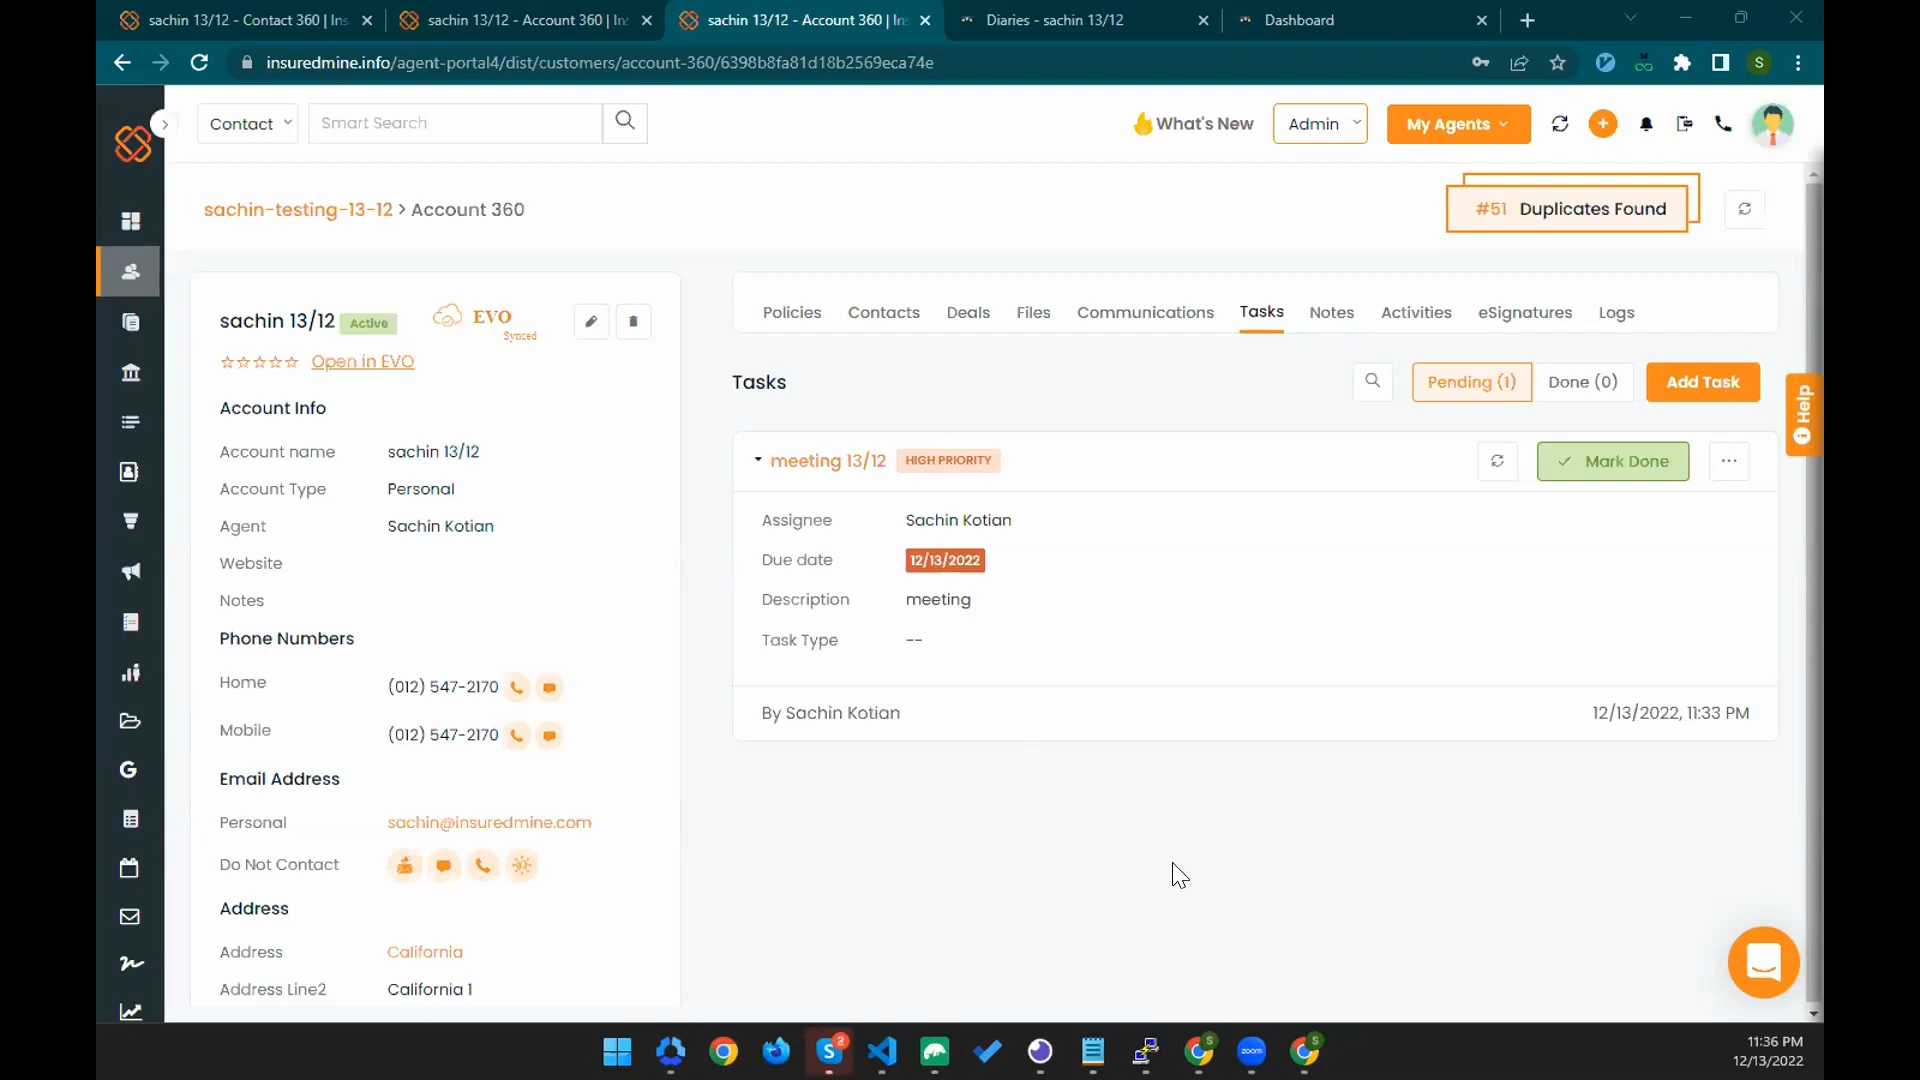 sachin 13/12 - Contact 360 | Ins
sachin 13/12 - Account 360 | Ins
sachin 13/12 - Account 360 | Ins
Diaries - sachin 13/12
Dashboard
insuredmine.info/agent-portal4/dist/customers/account-360/6398b8fa81d18b2569eca74e
S
Contact
Smart Search
What's New
Admin
My Agents
sachin-testing-13-12 > Account 360
#51 Duplicates Found
sachin 13/12 Active
EVO
Synced
Open in EVO
Account Info
Account name sachin 13/12
Account Type Personal
Agent Sachin Kotian
Website
Notes
Phone Numbers
Home (012) 547-2170
Mobile (012) 547-2170
Email Address
Personal sachin@insuredmine.com
Do Not Contact
Address
Address California
Address Line2 California 1
Policies Contacts Deals Files Communications Tasks Notes Activities eSignatures Logs
Tasks
Pending (1) Done (0) Add Task
meeting 13/12 HIGH PRIORITY
Mark Done
Assignee Sachin Kotian
Due date 12/13/2022
Description meeting
Task Type --
By Sachin Kotian 12/13/2022, 11:33 PM
Help
2
S
zoom
S
11:36 PM
12/13/2022